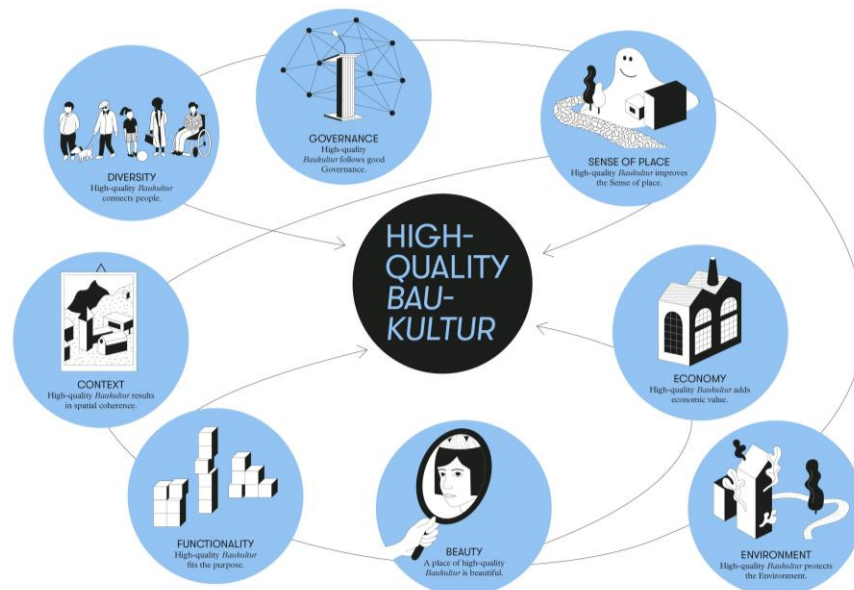 GOVERNANCE
High-quality
Baukultur follows good
Governance.
DIVERSITY
High-quality Baukultur
connects people.
SENSE OF PLACE
High-quality Baukultur improves
the Sense of place.
HIGH-
QUALITY
BAU-
KULTUR
CONTEXT
High-quality Baukultur results
in spatial coherence.
ECONOMY
High-quality Baukultur adds
economic value.
FUNCTIONALITY
High-quality Baukultur
fits the purpose.
BEAUTY
A place of high-quality
Baukultur is beautiful.
ENVIRONMENT
High-quality Baukultur protects
the Environment.